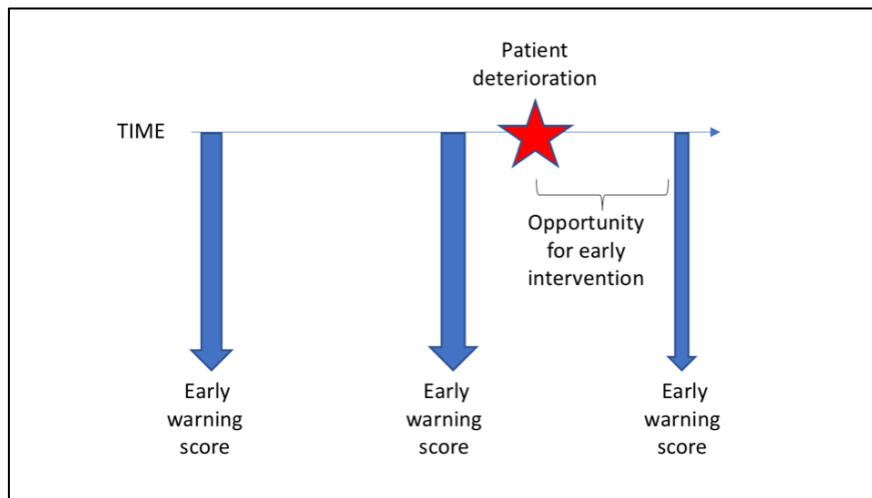 Patient
deterioration
TIME
Opportunity
for early
intervention
Early
warning
score
Early
warning
score
Early
warning
score